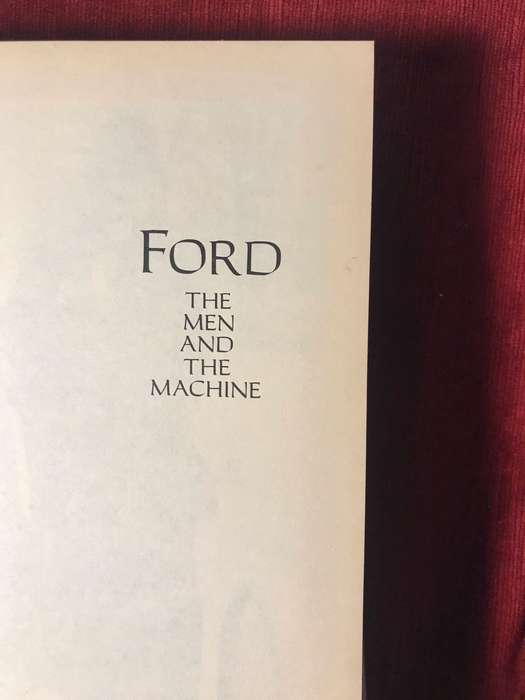 FORD
THE
MEN
AND
THE
MACHINE